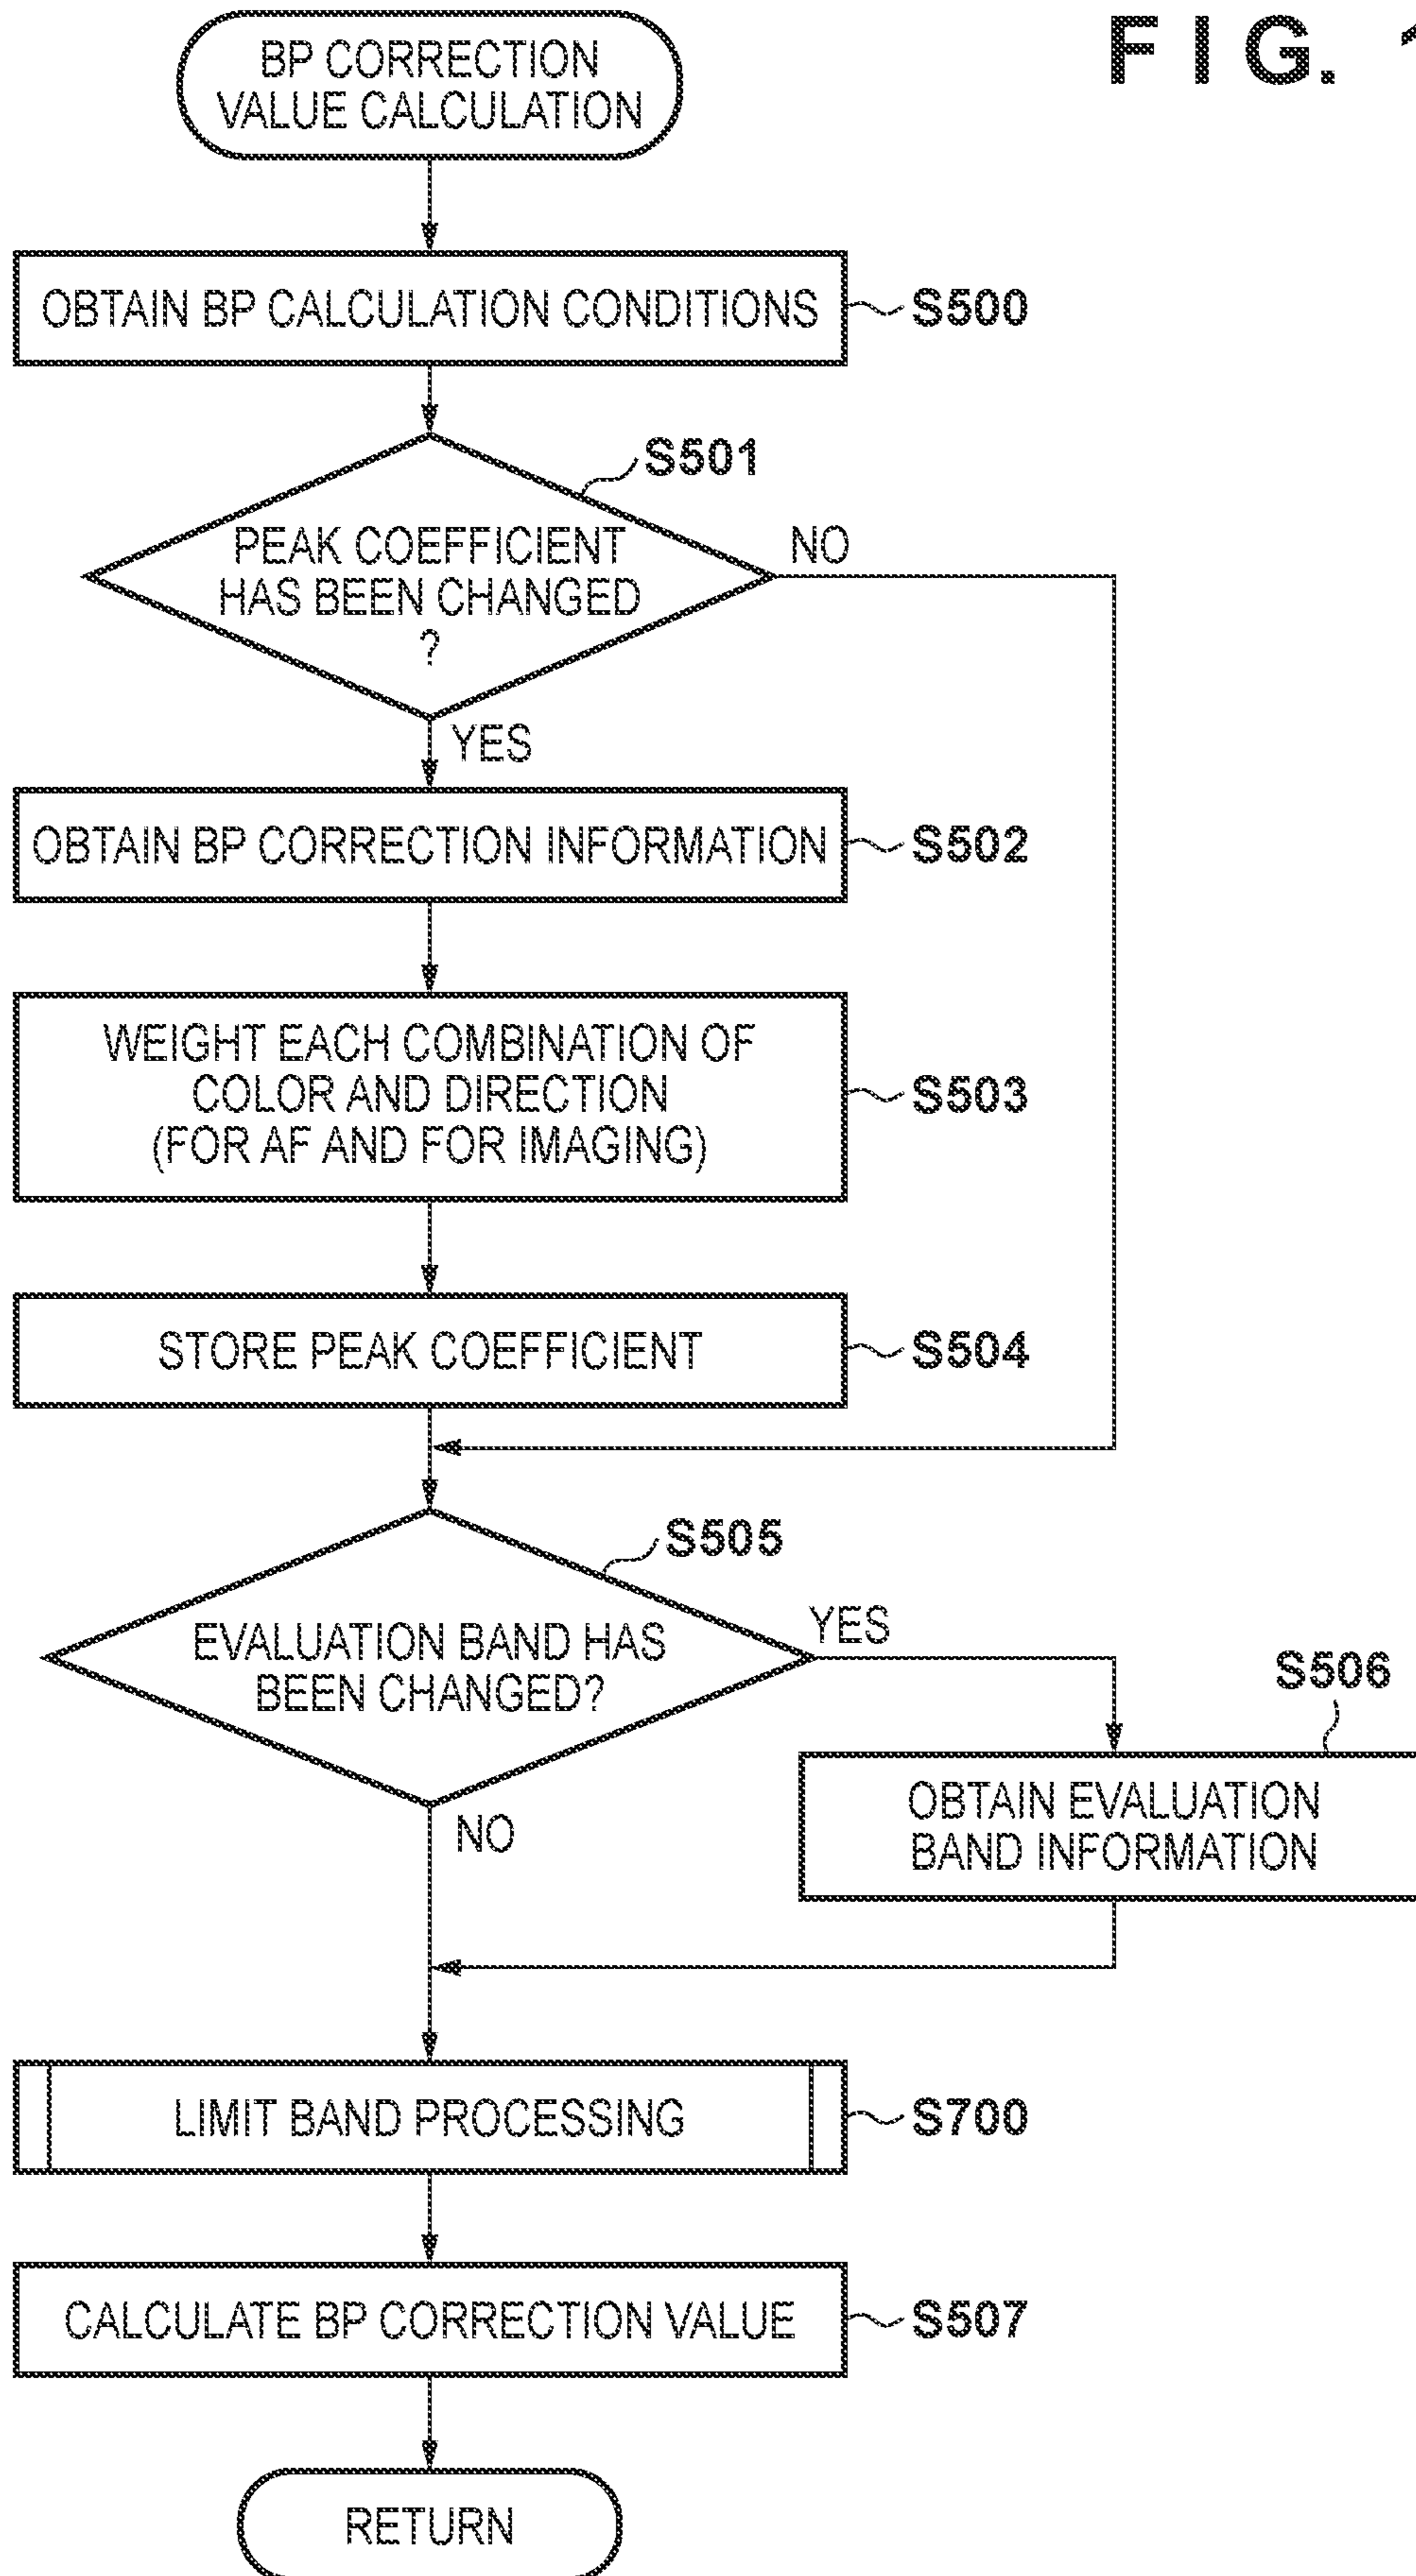 FIG.
BP CORRECTION
VALUE CALCULATION
OBTAIN BP CALCULATION CONDITIONS
S500
S501
PEAK COEFFICIENT
HAS BEEN CHANGED
?
NO
YES
OBTAIN BP CORRECTION INFORMATION
S502
WEIGHT EACH COMBINATION OF
COLOR AND DIRECTION
(FOR AF AND FOR IMAGING)
S503
STORE PEAK COEFFICIENT
S504
S505
EVALUATION BAND HAS
BEEN CHANGED?
YES
NO
S506
OBTAIN EVALUATION
BAND INFORMATION
LIMIT BAND PROCESSING
S700
CALCULATE BP CORRECTION VALUE
S507
RETURN